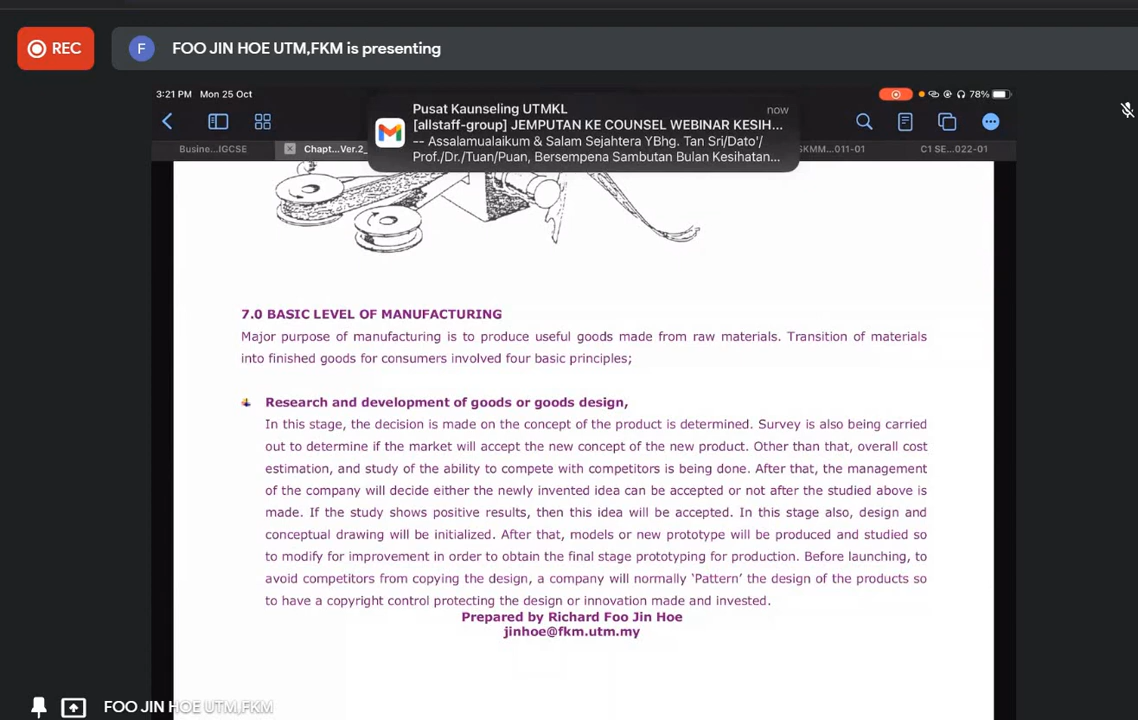 REC
F
FOO JIN HOE UTM,FKM is presenting
3:21 PM Mon 25 Oct
78%
Pusat Kaunseling UTMKL
now
[allstaff-group] JEMPUTAN KE COUNSEL WEBINAR KESIH...
-- Assalamualaikum & Salam Sejahtera YBhg. Tan Sri/Dato'/
Prof./Dr./Tuan/Puan, Bersempena Sambutan Bulan Kesihatan...
Busine...IGCSE
Chapt...Ver.2_
SKMM...011-01
C1 SE...022-01
7.0 BASIC LEVEL OF MANUFACTURING
Major purpose of manufacturing is to produce useful goods made from raw materials. Transition of materials
into finished goods for consumers involved four basic principles;
Research and development of goods or goods design,
In this stage, the decision is made on the concept of the product is determined. Survey is also being carried
out to determine if the market will accept the new concept of the new product. Other than that, overall cost
estimation, and study of the ability to compete with competitors is being done. After that, the management
of the company will decide either the newly invented idea can be accepted or not after the studied above is
made. If the study shows positive results, then this idea will be accepted. In this stage also, design and
conceptual drawing will be initialized. After that, models or new prototype will be produced and studied so
to modify for improvement in order to obtain the final stage prototyping for production. Before launching, to
avoid competitors from copying the design, a company will normally ‘Pattern’ the design of the products so
to have a copyright control protecting the design or innovation made and invested.
Prepared by Richard Foo Jin Hoe
jinhoe@fkm.utm.my
FOO JIN HOE UTM,FKM